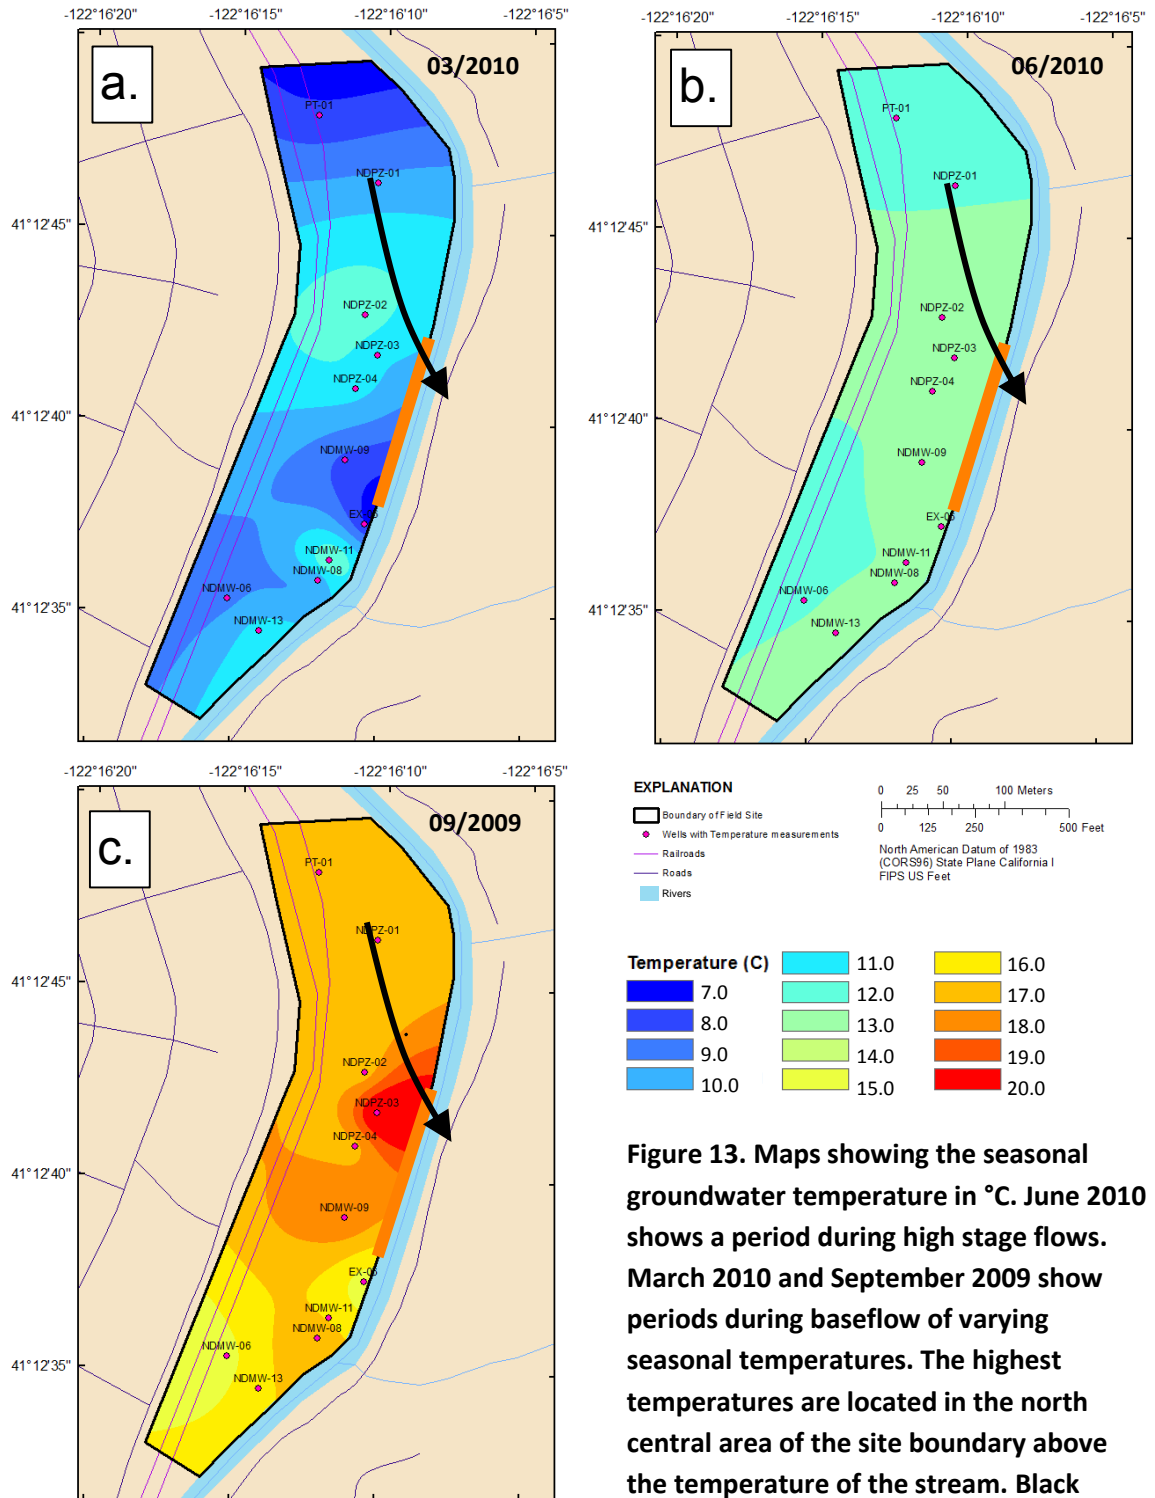 -122°16'20" -122°16'15" -122°16'10" -122°16'5"
a.
03/2010
PT-01
NDPZ-01
41°12'45"
NDPZ-02
NDPZ-03
NDPZ-04
41°12'40"
NDMW-09
EX-05
NDMW-11
NDMW-08
NDMW-06
41°12'35"
NDMW-13
-122°16'20" -122°16'15" -122°16'10" -122°16'5"
b.
06/2010
PT-01
NDPZ-01
41°12'45"
NDPZ-02
NDPZ-03
NDPZ-04
41°12'40"
NDMW-09
EX-05
NDMW-11
NDMW-08
NDMW-06
41°12'35"
NDMW-13
-122°16'20" -122°16'15" -122°16'10" -122°16'5"
c.
09/2009
PT-01
NDPZ-01
41°12'45"
NDPZ-02
NDPZ-03
NDPZ-04
41°12'40"
NDMW-09
EX-05
NDMW-11
NDMW-08
NDMW-06
41°12'35"
NDMW-13
EXPLANATION
Boundary of Field Site
Wells with Temperature measurements
Railroads
Roads
Rivers
0 25 50 100 Meters
0 125 250 500 Feet
North American Datum of 1983
(CORS96) State Plane California I
FIPS US Feet
Temperature (C)
7.0
8.0
9.0
10.0
11.0
12.0
13.0
14.0
15.0
16.0
17.0
18.0
19.0
20.0
Figure 13. Maps showing the seasonal
groundwater temperature in °C. June 2010
shows a period during high stage flows.
March 2010 and September 2009 show
periods during baseflow of varying
seasonal temperatures. The highest
temperatures are located in the north
central area of the site boundary above
the temperature of the stream. Black